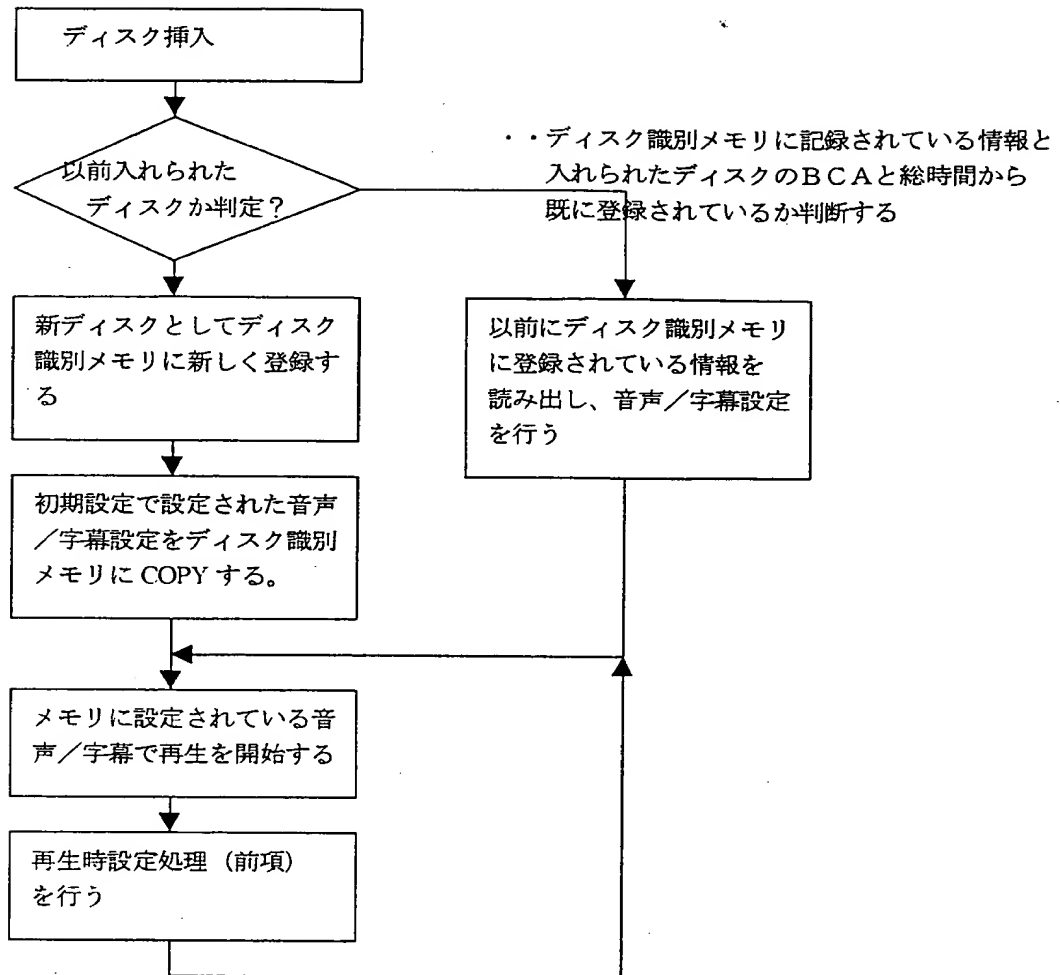 ディスク挿入
以前入れられた
ディスクか判定？
・・ディスク識別メモリに記録されている情報と
入れられたディスクのＢＣＡと総時間から
既に登録されているか判断する
新ディスクとしてディスク
識別メモリに新しく登録す
る
以前にディスク識別メモリ
に登録されている情報を
読み出し、音声／字幕設定
を行う
初期設定で設定された音声
／字幕設定をディスク識別
メモリに COPY する。
メモリに設定されている音
声／字幕で再生を開始する
再生時設定処理（前項）
を行う